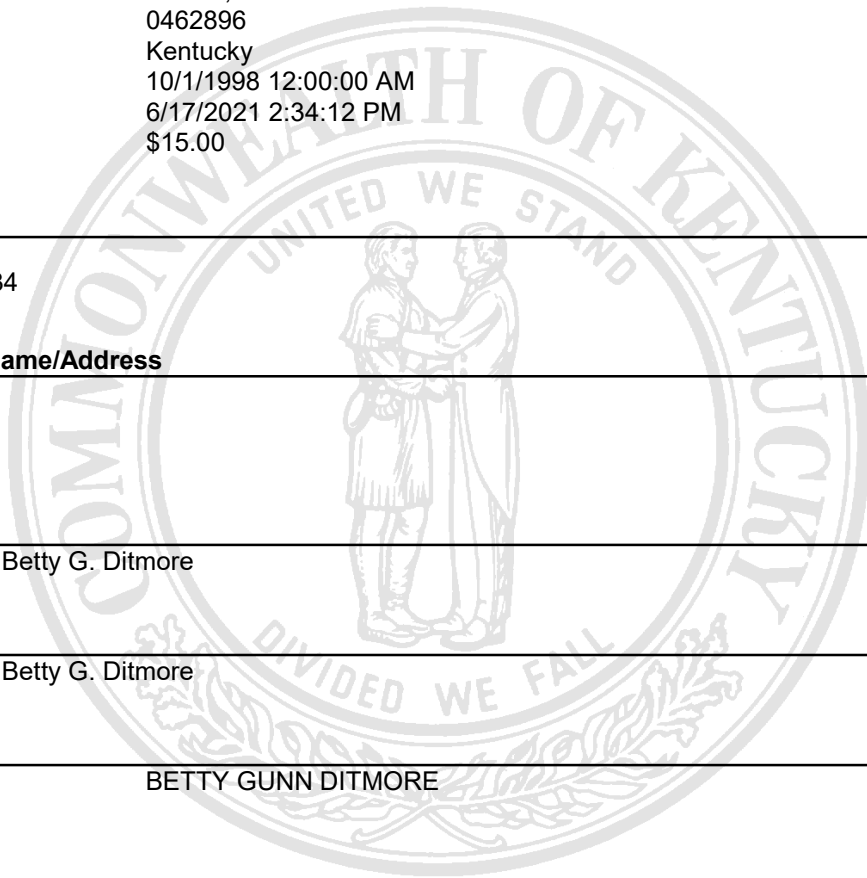 0462896
Kentucky
10/1/1998 12:00:00 AM
6/17/2021 2:34:12 PM
$15.00
COMMONWEALTH OF KENTUCKY
UNITED WE STAND
34
ame/Address
Betty G. Ditmore
Betty G. Ditmore
DIVIDED WE FALL
BETTY GUNN DITMORE